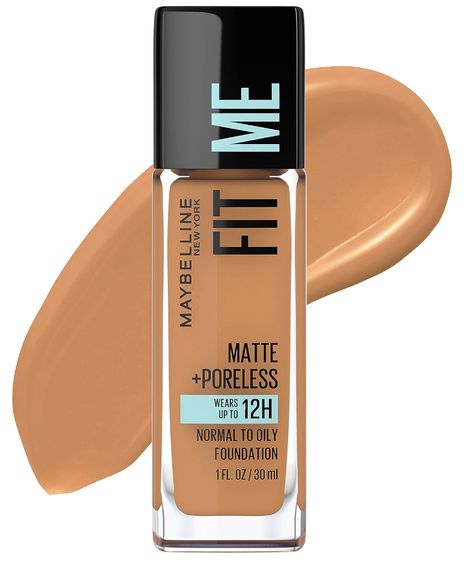 FIT ME
MAYBELLINE
NEW YORK
MATTE
+PORELESS
WEARS
UP TO 12H
NORMAL TO OILY
FOUNDATION
1 FL. OZ / 30 ml